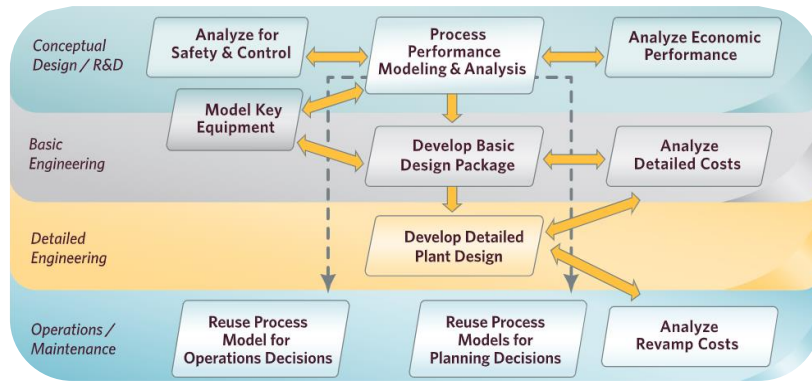 Conceptual
Design / R&D
Analyze for
Safety & Control
Process
Performance
Modeling & Analysis
Analyze Economic
Performance
Model Key
Equipment
Basic
Engineering
Develop Basic
Design Package
Analyze
Detailed Costs
Detailed
Engineering
Develop Detailed
Plant Design
Operations /
Maintenance
Reuse Process
Model for
Operations Decisions
Reuse Process
Models for
Planning Decisions
Analyze
Revamp Costs